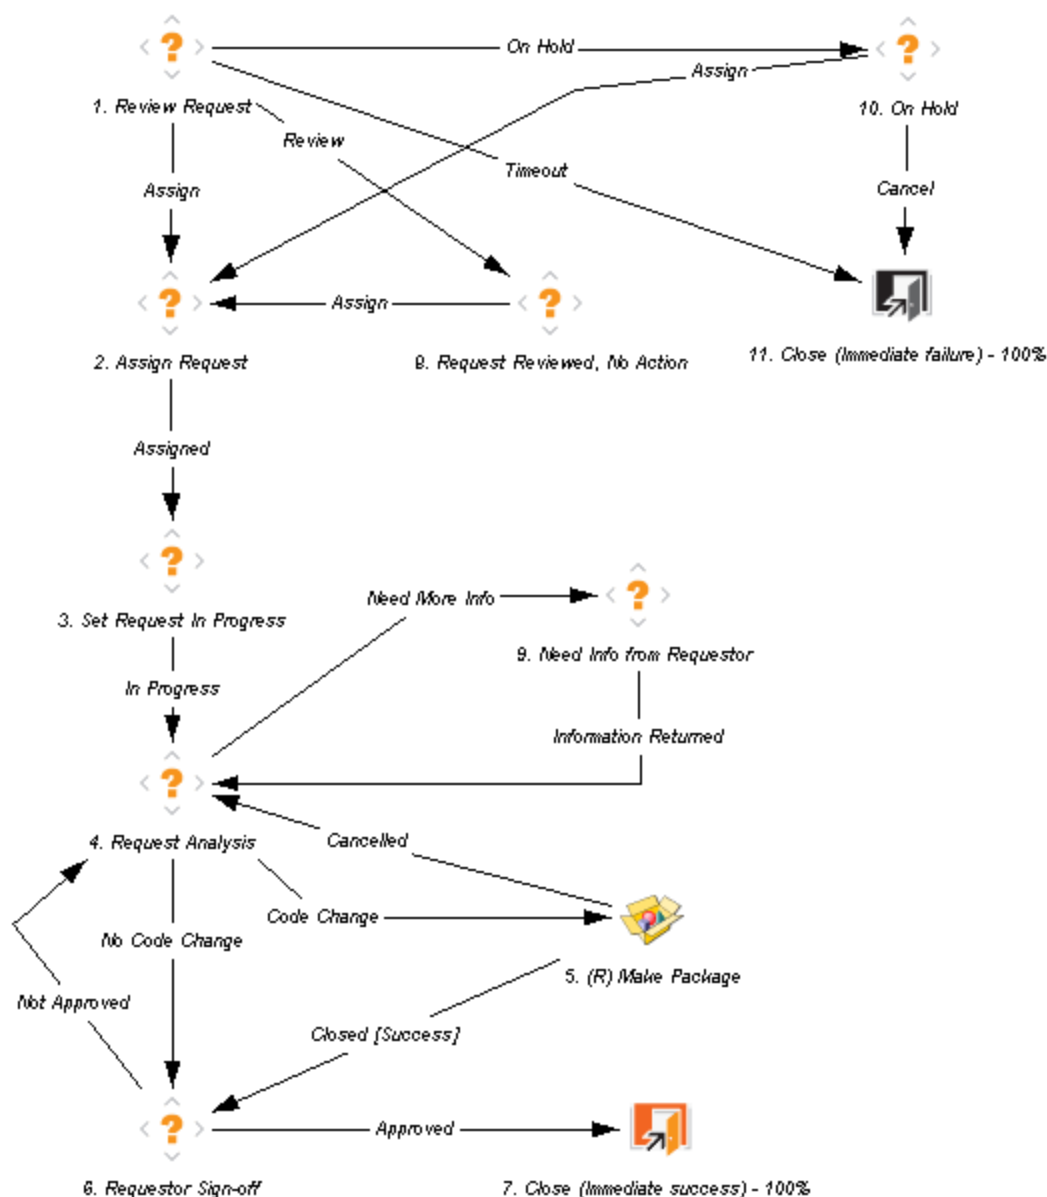 On Hold
Assign
1. Review Request
10. On Hold
Review
Timeout
Assign
Cancel
Assign
2. Assign Request
8. Request Reviewed, No Action
11. Close (Immediate failure) - 100%
Assigned
Need More Info
3. Set Request In Progress
9. Need Info from Requestor
In Progress
Information Returned
4. Request Analysis
Cancelled
Code Change
No Code Change
5. (R) Make Package
Not Approved
Closed [Success]
Approved
6. Requestor Sign-off
7. Close (Immediate success) - 100%